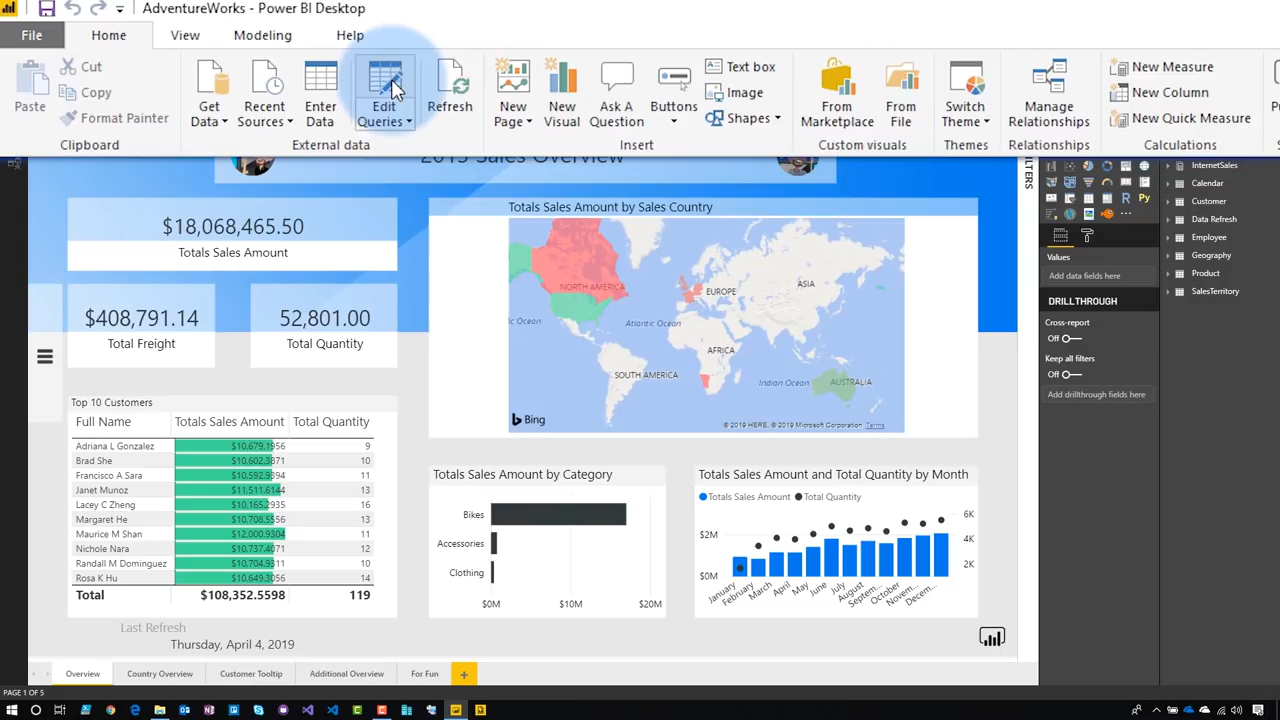 AdventureWorks - Power BI Desktop
File
Home
View
Modeling
Help
Paste
Cut
Copy
Format Painter
Get Data
Recent Sources
Enter Data
Edit Queries
Refresh
New Page
New Visual
Ask A Question
Buttons
Text box
Image
Shapes
From Marketplace
From File
Switch Theme
Manage Relationships
New Measure
New Column
New Quick Measure
Clipboard
External data
Insert
Custom visuals
Themes
Relationships
Calculations
2013 Sales Overview
$18,068,465.50
Totals Sales Amount
$408,791.14
Total Freight
52,801.00
Total Quantity
Top 10 Customers
Full Name Totals Sales Amount Total Quantity
Adriana L Gonzalez $10,679.1956 9
Brad She $10,602.3871 10
Francisco A Sara $10,592.9394 11
Janet Munoz $11,511.6144 13
Lacey C Zheng $10,165.2935 16
Margaret He $10,708.5556 13
Maurice M Shan $12,000.9304 11
Nichole Nara $10,737.4071 12
Randall M Dominguez $10,704.9311 10
Rosa K Hu $10,649.3056 14
Total $108,352.5598 119
Last Refresh
Thursday, April 4, 2019
Totals Sales Amount by Sales Country
NORTH AMERICA
EUROPE
ASIA
ic Ocean
Atlantic Ocean
AFRICA
SOUTH AMERICA
Indian Ocean
AUSTRALIA
Bing
© 2019 HERE, © 2019 Microsoft Corporation Terms
Totals Sales Amount by Category
Bikes
Accessories
Clothing
$0M $10M $20M
Totals Sales Amount and Total Quantity by Month
Totals Sales Amount Total Quantity
$2M
$0M
6K
4K
2K
January
February
March
April
May
June
July
August
Septem...
October
Novem...
Decem...
FILTERS
R
Py
Values
Add data fields here
DRILLTHROUGH
Cross-report
Off
Keep all filters
Off
Add drillthrough fields here
InternetSales
Calendar
Customer
Data Refresh
Employee
Geography
Product
SalesTerritory
Overview
Country Overview
Customer Tooltip
Additional Overview
For Fun
+
PAGE 1 OF 5